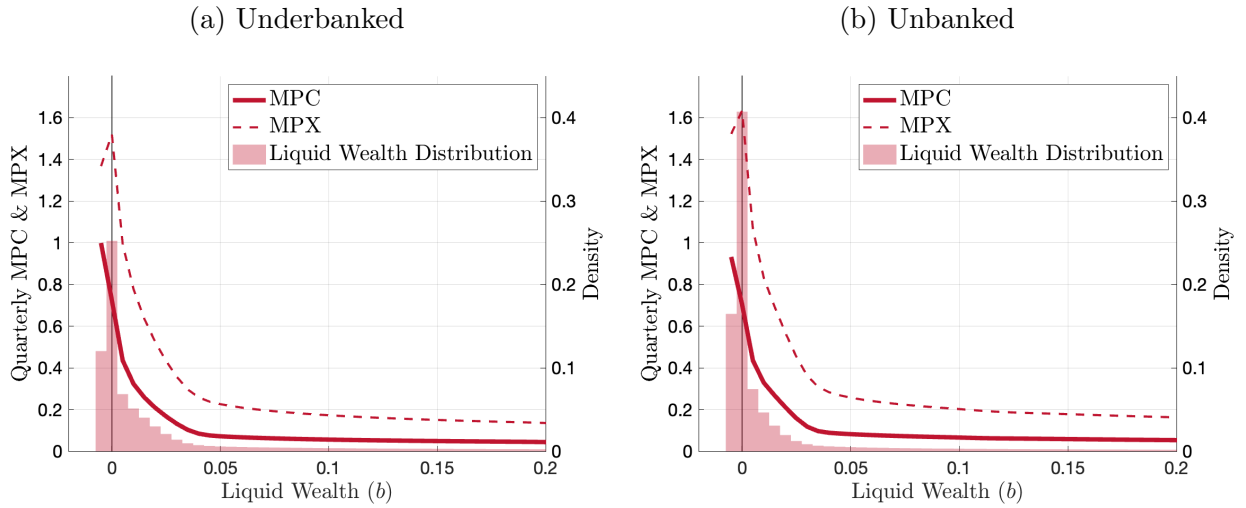 (a) Underbanked
Quarterly MPC & MPX
1.6
1.4
1.2
1
0.8
0.6
0.4
0.2
0
MPC
MPX
Liquid Wealth Distribution
0.4
0.3
0.2
0.1
0
Density
0
0.05
0.1
0.15
0.2
Liquid Wealth (b)
(b) Unbanked
Quarterly MPC & MPX
1.6
1.4
1.2
1
0.8
0.6
0.4
0.2
0
MPC
MPX
Liquid Wealth Distribution
0.4
0.3
0.2
0.1
0
Density
0
0.05
0.1
0.15
0.2
Liquid Wealth (b)